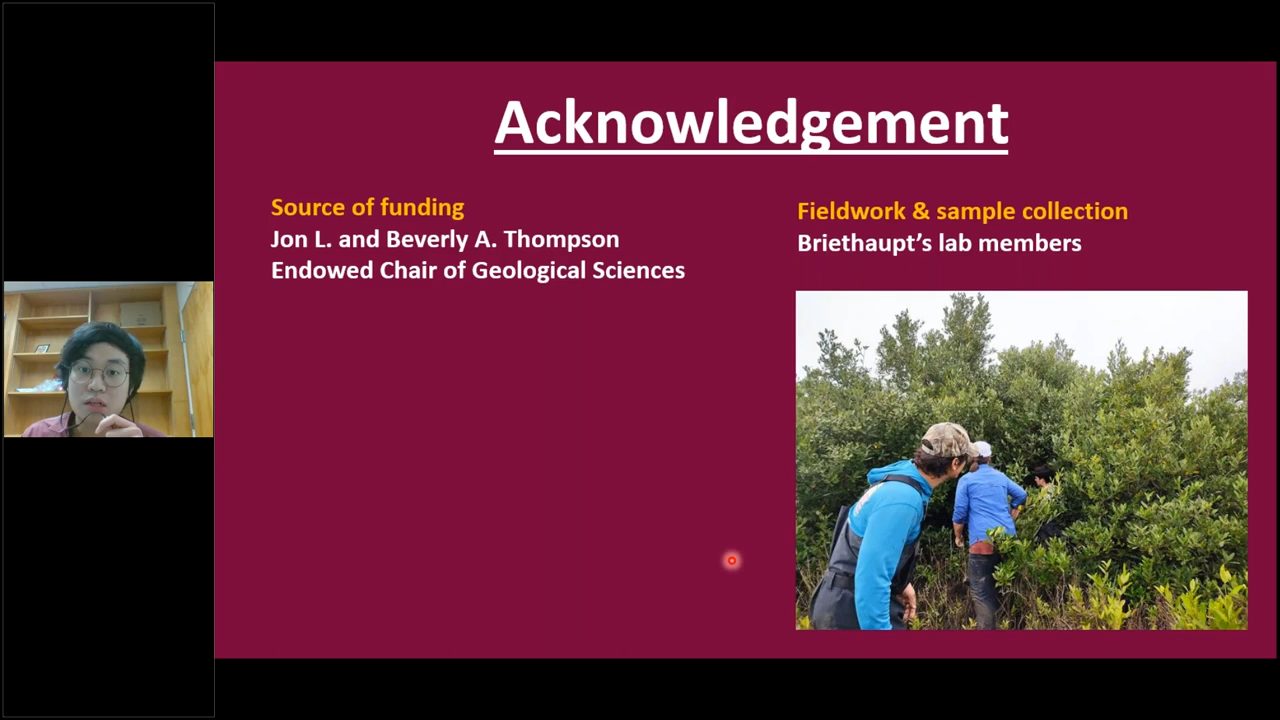 Acknowledgement
Source of funding
Jon L. and Beverly A. Thompson
Endowed Chair of Geological Sciences
Fieldwork & sample collection
Briethaupt’s lab members